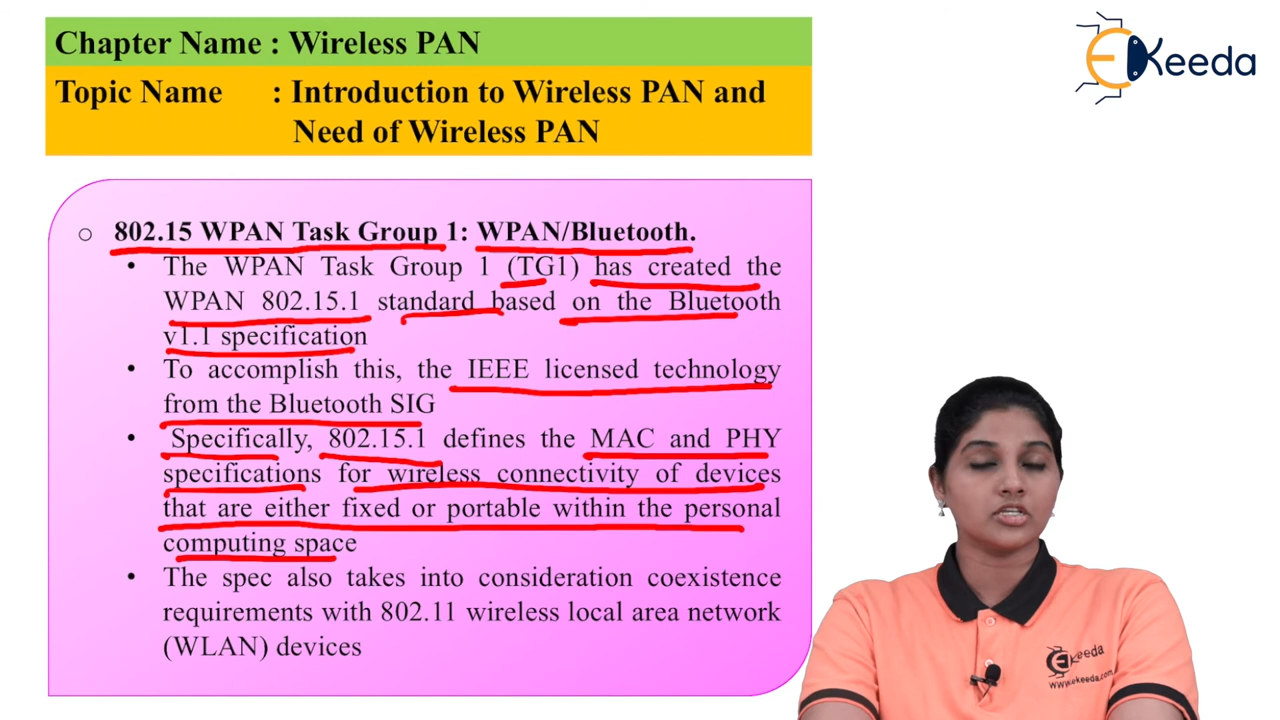 Chapter Name : Wireless PAN
Keeda
Topic Name : Introduction to Wireless PAN and
Need of Wireless PAN
802.15 WPAN Task Group 1: WPAN/Bluetooth.
• The WPAN Task Group 1 (TG1) has created the
WPAN 802.15.1 standard based on the Bluetooth
v1.1 specification
• To accomplish this, the IEEE licensed technology
from the Bluetooth SIG
• Specifically, 802.15.1 defines the MAC and PHY
specifications for wireless connectivity of devices
that are either fixed or portable within the personal
computing space
• The spec also takes into consideration coexistence
requirements with 802.11 wireless local area network
(WLAN) devices
Ekeeda
www.ekeeda.com